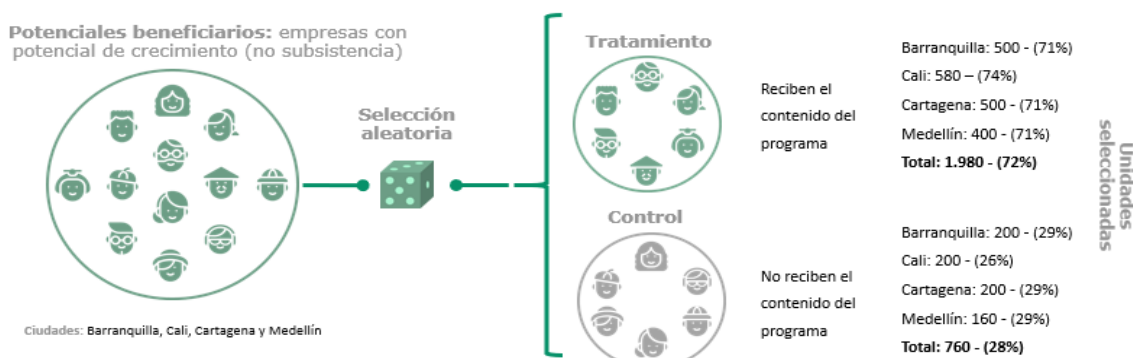 Potenciales beneficiarios: empresas con
potencial de crecimiento (no subsistencia)
Selección
aleatoria
Ciudades: Barranquilla, Cali, Cartagena y Medellín
Tratamiento
Reciben el
contenido del
programa
Barranquilla: 500 - (71%)
Cali: 580 – (74%)
Cartagena: 500 - (71%)
Medellín: 400 - (71%)
Total: 1.980 - (72%)
Control
No reciben el
contenido del
programa
Barranquilla: 200 - (29%)
Cali: 200 - (26%)
Cartagena: 200 - (29%)
Medellín: 160 - (29%)
Total: 760 - (28%)
Unidades
seleccionadas